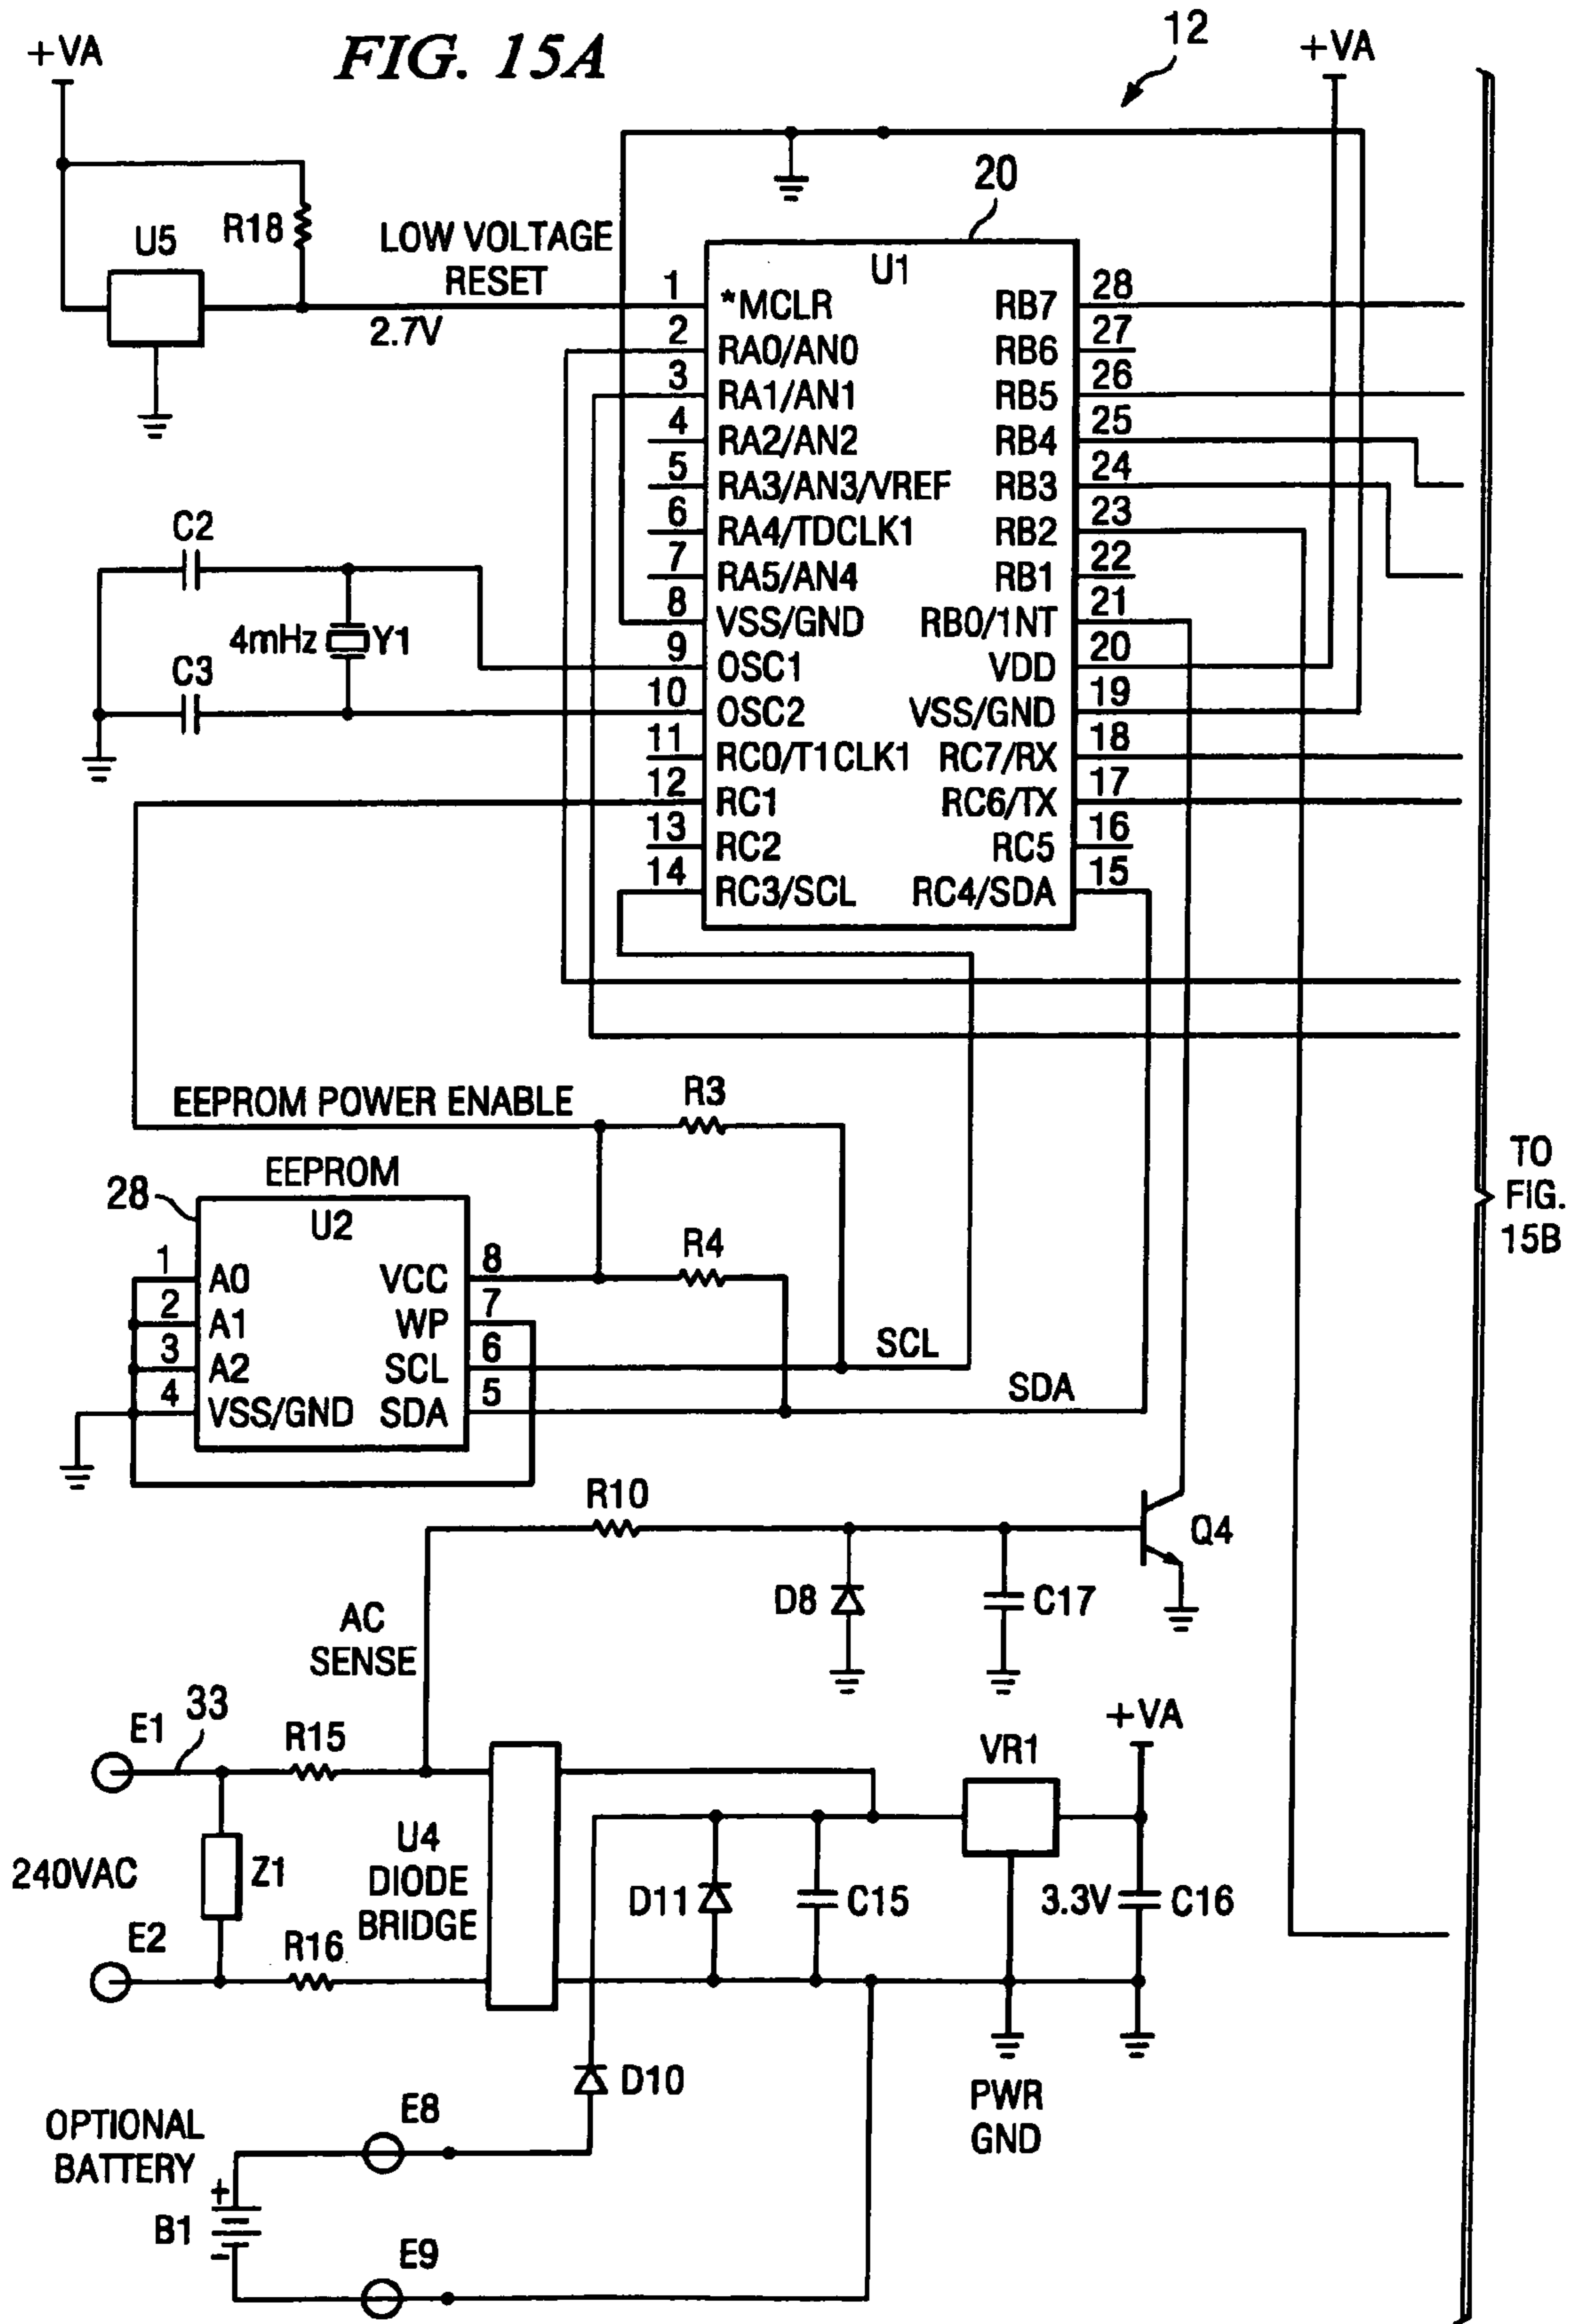 FIG. 15A
+VA
12
+VA
20
U5
R18
LOW VOLTAGE
RESET
2.7V
U1
1 *MCLR
2 RA0/AN0
3 RA1/AN1
4 RA2/AN2
5 RA3/AN3/VREF
6 RA4/TDCLK1
7 RA5/AN4
8 VSS/GND
9 OSC1
10 OSC2
11 RC0/T1CLK1
12 RC1
13 RC2
14 RC3/SCL
RB7 28
RB6 27
RB5 26
RB4 25
RB3 24
RB2 23
RB1 22
RB0/1NT 21
VDD 20
VSS/GND 19
RC7/RX 18
RC6/TX 17
RC5 16
RC4/SDA 15
C2
4mHz Y1
C3
EEPROM POWER ENABLE
R3
EEPROM
28
U2
1 A0
2 A1
3 A2
4 VSS/GND
VCC 8
WP 7
SCL 6
SDA 5
R4
SCL
SDA
TO
FIG.
15B
R10
Q4
D8
C17
AC
SENSE
E1
33
R15
240VAC
Z1
E2
R16
U4
DIODE
BRIDGE
D11
C15
VR1
+VA
3.3V
C16
D10
PWR
GND
OPTIONAL
BATTERY
E8
+
B1
-
E9